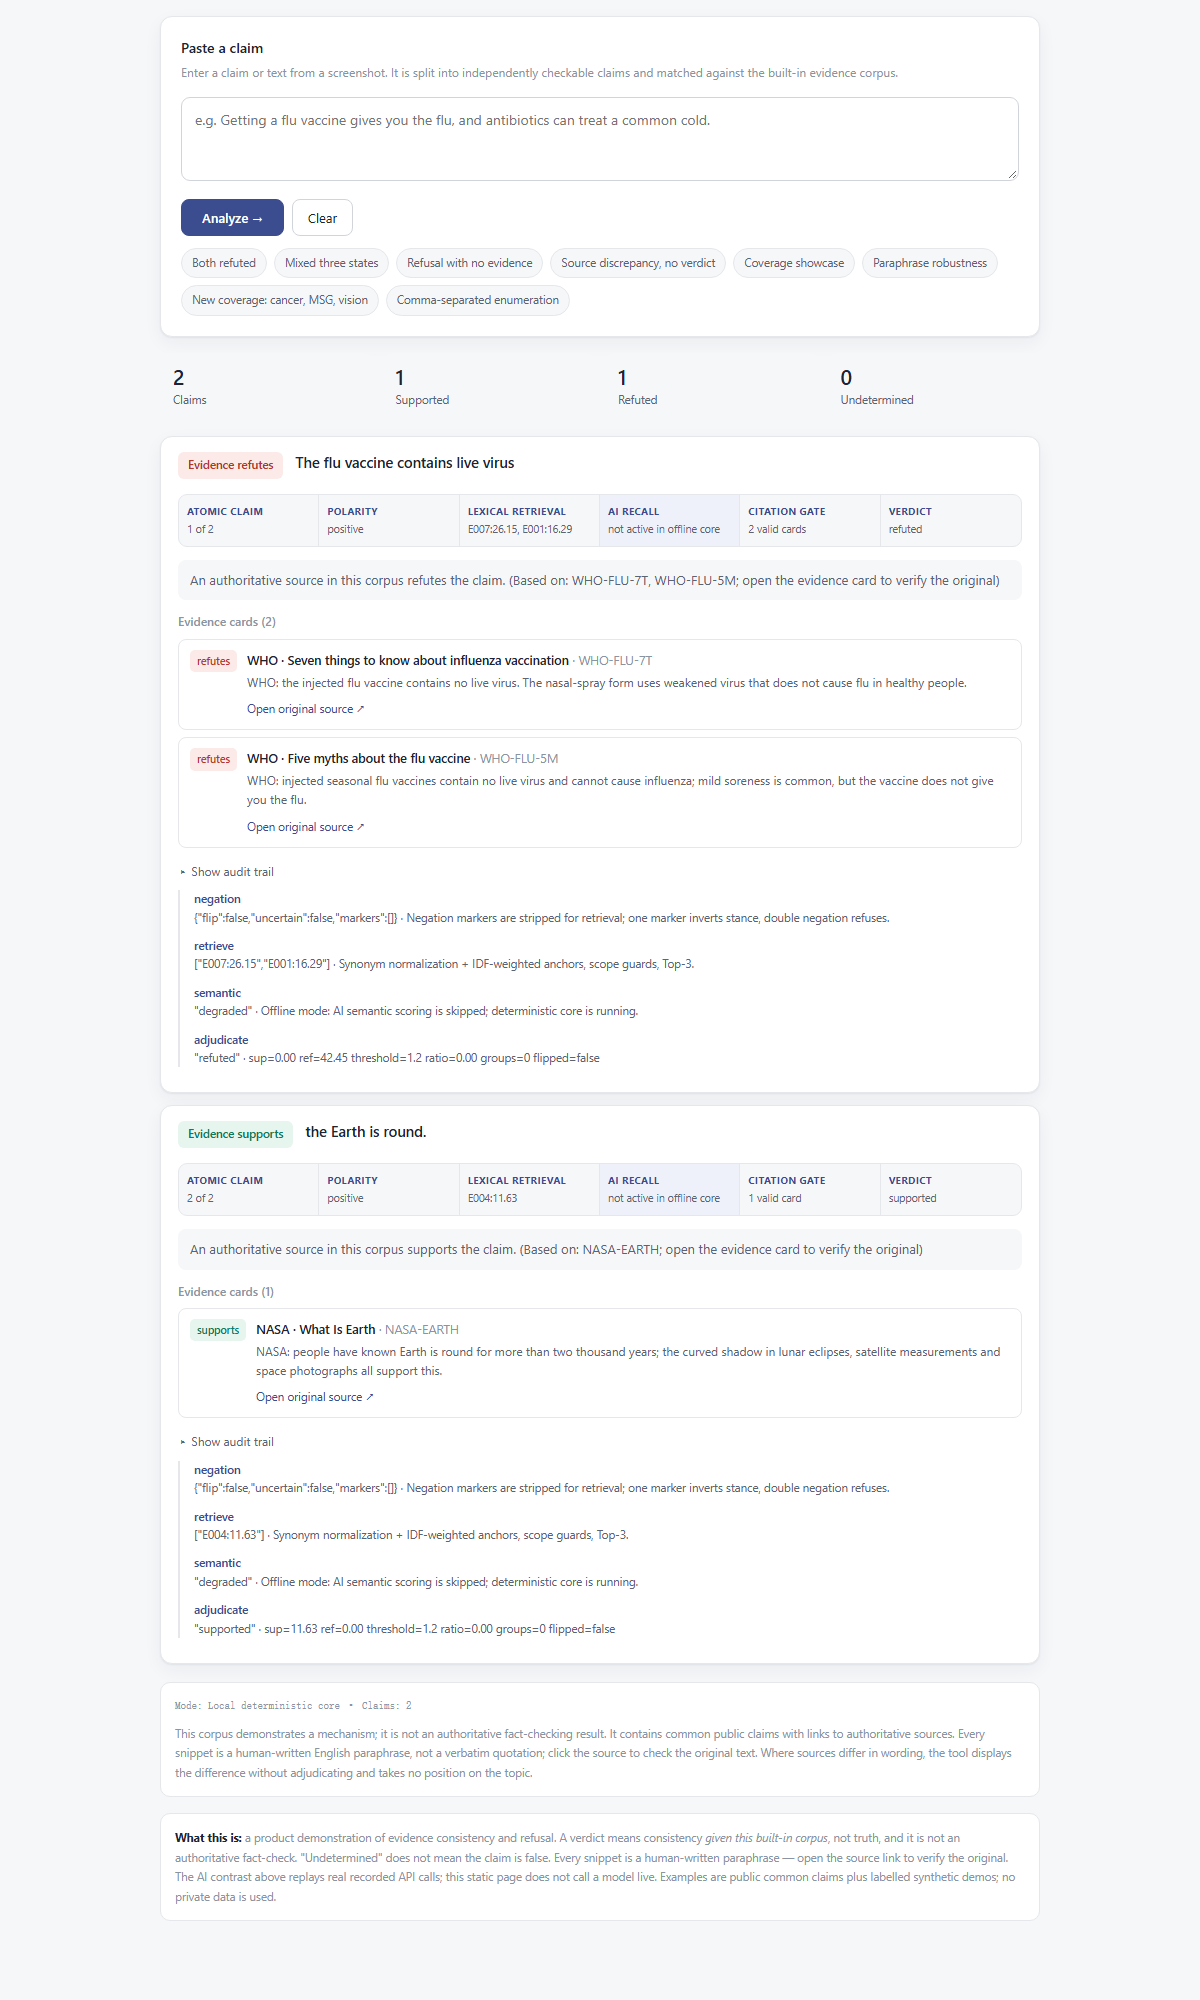 Paste a claim
Enter a claim or text from a screenshot. It is split into independently checkable claims and matched against the built-in evidence corpus.
e.g. Getting a flu vaccine gives you the flu, and antibiotics can treat a common cold.
Analyze → Clear
Both refuted Mixed three states Refusal with no evidence Source discrepancy, no verdict Coverage showcase Paraphrase robustness
New coverage: cancer, MSG, vision Comma-separated enumeration
2 1 1 0
Claims Supported Refuted Undetermined
Evidence refutes The flu vaccine contains live virus
ATOMIC CLAIM POLARITY LEXICAL RETRIEVAL AI RECALL CITATION GATE VERDICT
1 of 2 positive E007:26.15, E001:16.29 not active in offline core 2 valid cards refuted
An authoritative source in this corpus refutes the claim. (Based on: WHO-FLU-7T, WHO-FLU-5M; open the evidence card to verify the original)
Evidence cards (2)
refutes WHO · Seven things to know about influenza vaccination · WHO-FLU-7T
WHO: the injected flu vaccine contains no live virus. The nasal-spray form uses weakened virus that does not cause flu in healthy people.
Open original source ↗
refutes WHO · Five myths about the flu vaccine · WHO-FLU-5M
WHO: injected seasonal flu vaccines contain no live virus and cannot cause influenza; mild soreness is common, but the vaccine does not give
you the flu.
Open original source ↗
▸ Show audit trail
negation
{"flip":false,"uncertain":false,"markers":[]} · Negation markers are stripped for retrieval; one marker inverts stance, double negation refuses.
retrieve
["E007:26.15","E001:16.29"] · Synonym normalization + IDF-weighted anchors, scope guards, Top-3.
semantic
"degraded" · Offline mode: AI semantic scoring is skipped; deterministic core is running.
adjudicate
"refuted" · sup=0.00 ref=42.45 threshold=1.2 ratio=0.00 groups=0 flipped=false
Evidence supports the Earth is round.
ATOMIC CLAIM POLARITY LEXICAL RETRIEVAL AI RECALL CITATION GATE VERDICT
2 of 2 positive E004:11.63 not active in offline core 1 valid card supported
An authoritative source in this corpus supports the claim. (Based on: NASA-EARTH; open the evidence card to verify the original)
Evidence cards (1)
supports NASA · What Is Earth · NASA-EARTH
NASA: people have known Earth is round for more than two thousand years; the curved shadow in lunar eclipses, satellite measurements and
space photographs all support this.
Open original source ↗
▸ Show audit trail
negation
{"flip":false,"uncertain":false,"markers":[]} · Negation markers are stripped for retrieval; one marker inverts stance, double negation refuses.
retrieve
["E004:11.63"] · Synonym normalization + IDF-weighted anchors, scope guards, Top-3.
semantic
"degraded" · Offline mode: AI semantic scoring is skipped; deterministic core is running.
adjudicate
"supported" · sup=11.63 ref=0.00 threshold=1.2 ratio=0.00 groups=0 flipped=false
Mode: Local deterministic core · Claims: 2
This corpus demonstrates a mechanism; it is not an authoritative fact-checking result. It contains common public claims with links to authoritative sources. Every
snippet is a human-written English paraphrase, not a verbatim quotation; click the source to check the original text. Where sources differ in wording, the tool displays
the difference without adjudicating and takes no position on the topic.
What this is: a product demonstration of evidence consistency and refusal. A verdict means consistency given this built-in corpus, not truth, and it is not an
authoritative fact-check. "Undetermined" does not mean the claim is false. Every snippet is a human-written paraphrase — open the source link to verify the original.
The AI contrast above replays real recorded API calls; this static page does not call a model live. Examples are public common claims plus labelled synthetic demos; no
private data is used.